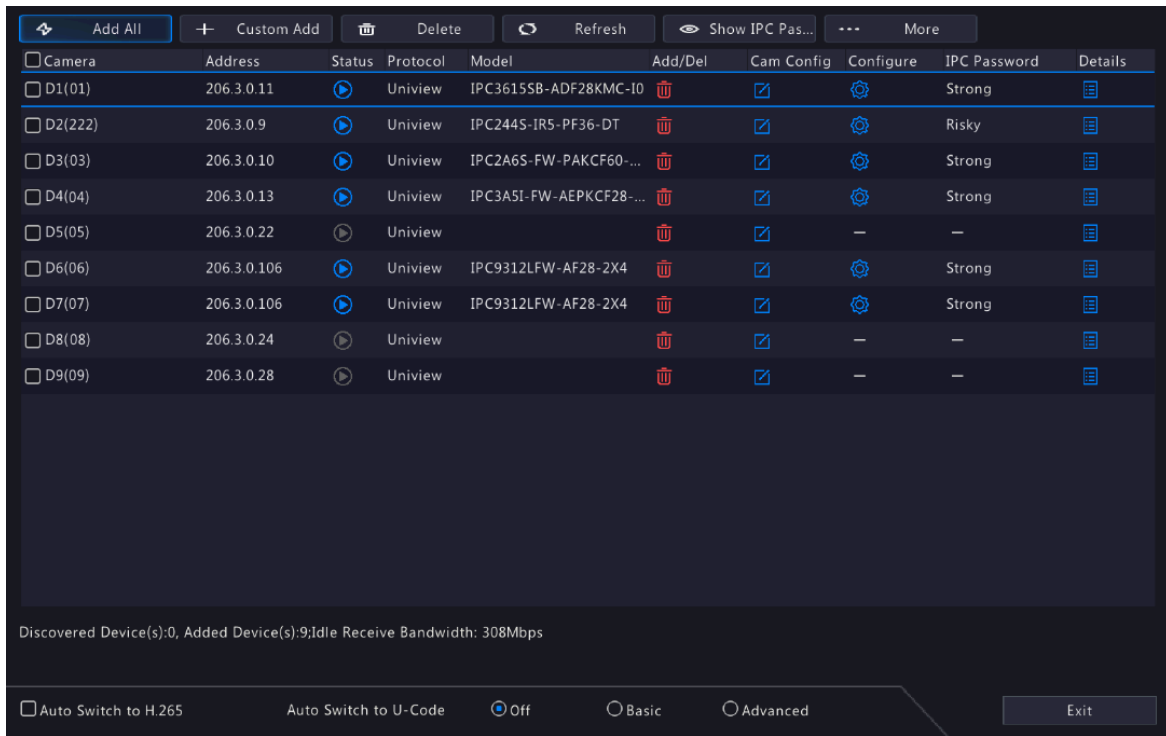 Add All Custom Add Delete Refresh Show IPC Pas... More
Camera Address Status Protocol Model Add/Del Cam Config Configure IPC Password Details
D1(01) 206.3.0.11 Uniview IPC3615SB-ADF28KMC-I0 Strong
D2(222) 206.3.0.9 Uniview IPC244S-IR5-PF36-DT Risky
D3(03) 206.3.0.10 Uniview IPC2A6S-FW-PAKCF60-... Strong
D4(04) 206.3.0.13 Uniview IPC3A5I-FW-AEPKCF28-... Strong
D5(05) 206.3.0.22 Uniview — —
D6(06) 206.3.0.106 Uniview IPC9312LFW-AF28-2X4 Strong
D7(07) 206.3.0.106 Uniview IPC9312LFW-AF28-2X4 Strong
D8(08) 206.3.0.24 Uniview — —
D9(09) 206.3.0.28 Uniview — —
Discovered Device(s):0, Added Device(s):9;Idle Receive Bandwidth: 308Mbps
Auto Switch to H.265 Auto Switch to U-Code Off Basic Advanced Exit